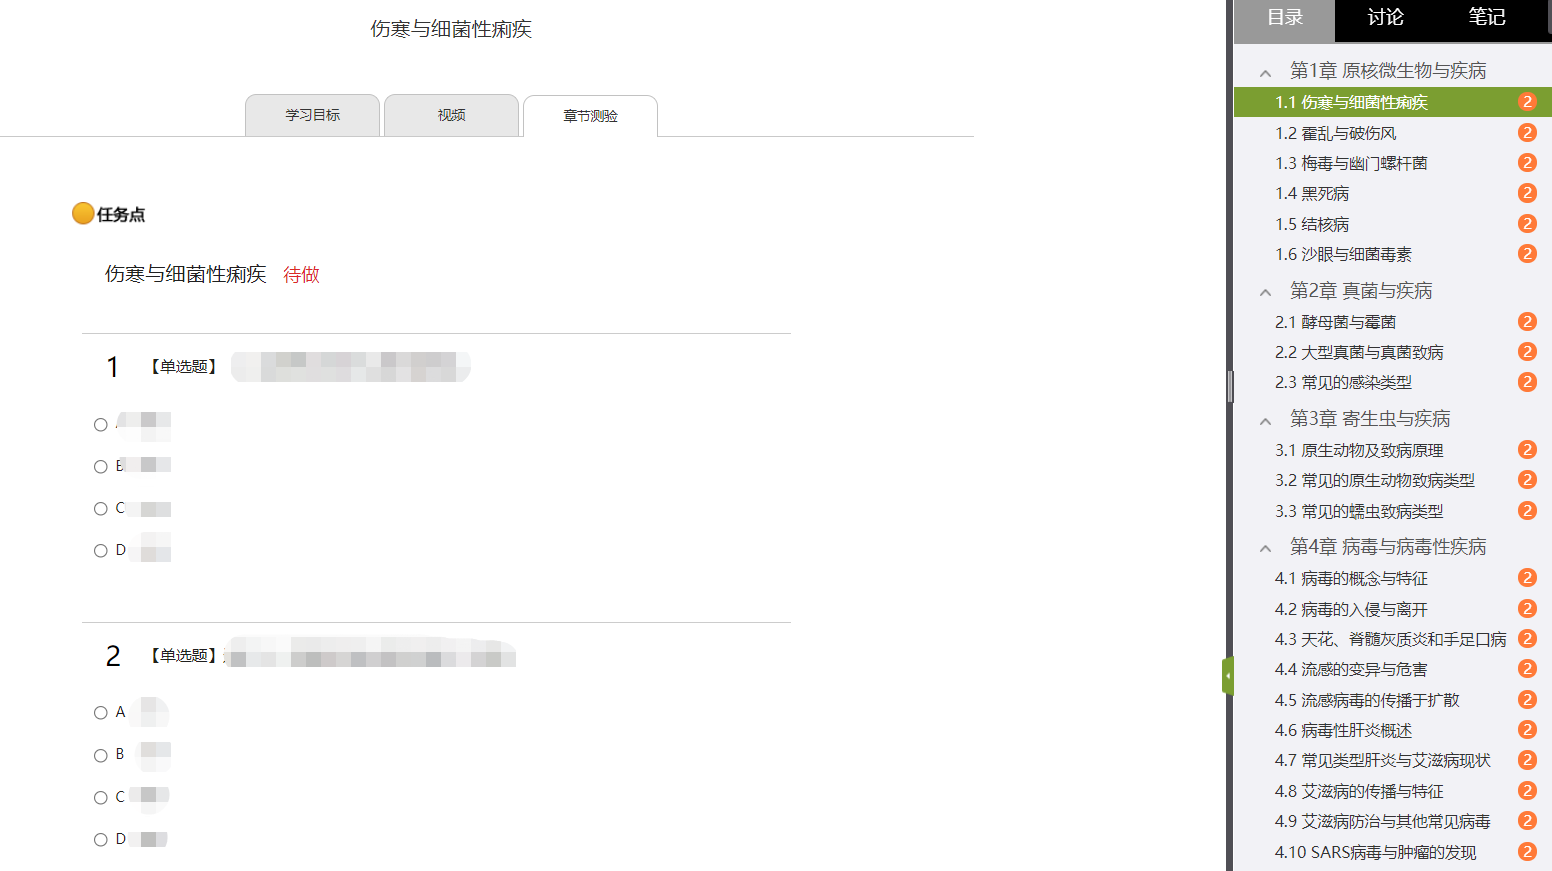 伤寒与细菌性痢疾
学习目标
视频
章节测验
任务点
伤寒与细菌性痢疾 待做
1 【单选题】
B
C
D
2 【单选题】
A
B
C
D
目录 讨论 笔记
第1章 原核微生物与疾病
1.1 伤寒与细菌性痢疾 2
1.2 霍乱与破伤风 2
1.3 梅毒与幽门螺杆菌 2
1.4 黑死病 2
1.5 结核病 2
1.6 沙眼与细菌毒素 2
第2章 真菌与疾病
2.1 酵母菌与霉菌 2
2.2 大型真菌与真菌致病 2
2.3 常见的感染类型 2
第3章 寄生虫与疾病
3.1 原生动物及致病原理 2
3.2 常见的原生动物致病类型 2
3.3 常见的蠕虫致病类型 2
第4章 病毒与病毒性疾病
4.1 病毒的概念与特征 2
4.2 病毒的入侵与离开 2
4.3 天花、脊髓灰质炎和手足口病 2
4.4 流感的变异与危害 2
4.5 流感病毒的传播于扩散 2
4.6 病毒性肝炎概述 2
4.7 常见类型肝炎与艾滋病现状 2
4.8 艾滋病的传播与特征 2
4.9 艾滋病防治与其他常见病毒 2
4.10 SARS病毒与肿瘤的发现 2